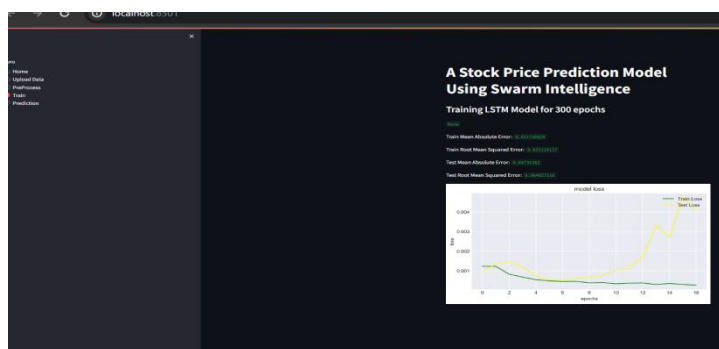 localhost:8501
×
Home
Upload Data
PreProcess
Train
Prediction
A Stock Price Prediction Model
Using Swarm Intelligence
Training LSTM Model for 300 epochs
None
Train Mean Absolute Error:
Train Root Mean Squared Error:
Test Mean Absolute Error:
Test Root Mean Squared Error:
model loss
Train Loss
Test Loss
0.004
0.003
0.002
0.001
loss
0 2 4 6 8 10 12 14 16
epochs